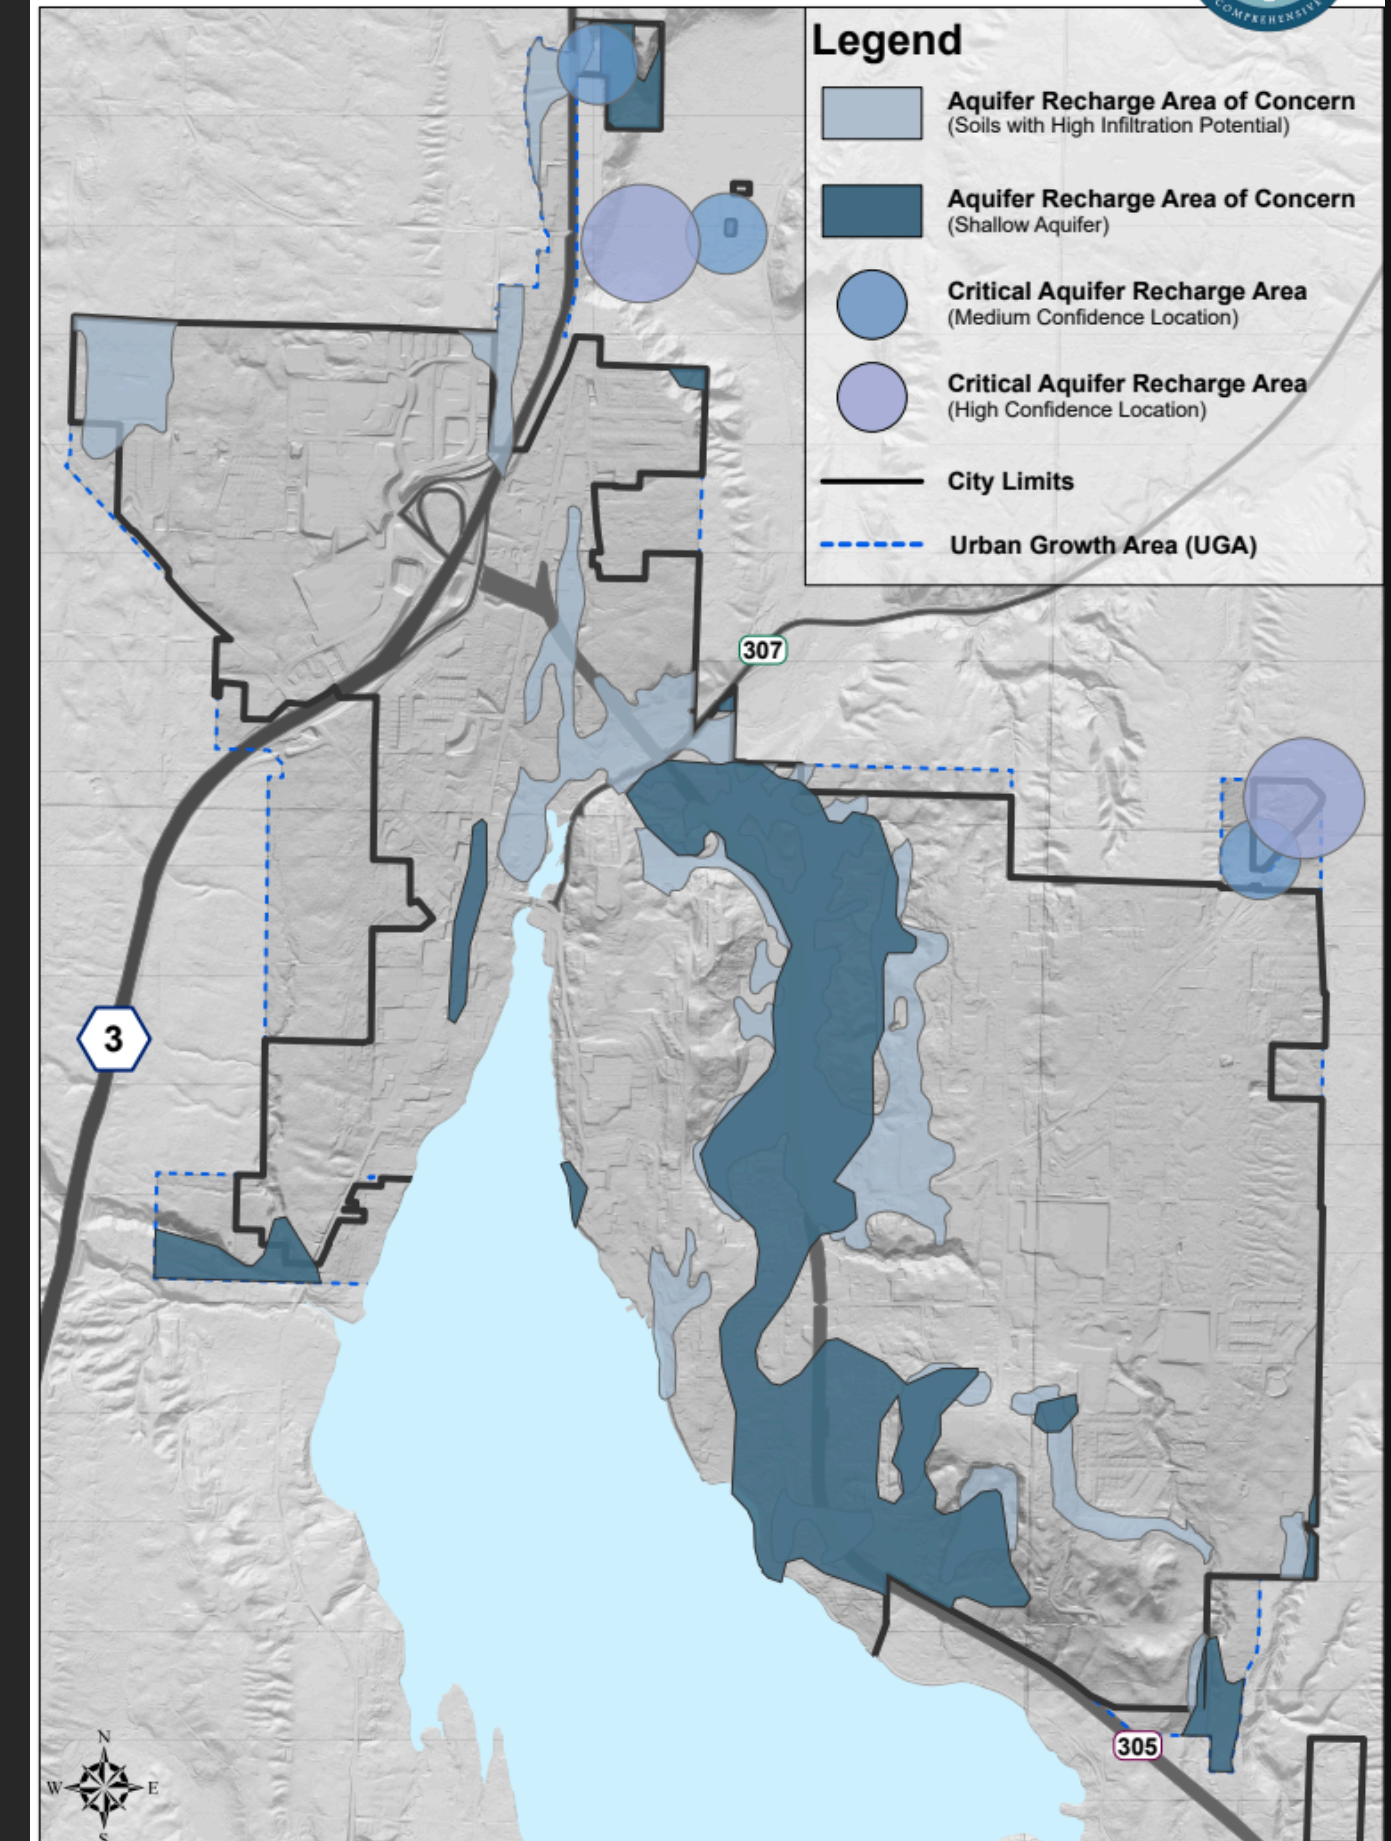 COMPREHENSIVE
Legend
Aquifer Recharge Area of Concern
(Soils with High Infiltration Potential)
Aquifer Recharge Area of Concern
(Shallow Aquifer)
Critical Aquifer Recharge Area
(Medium Confidence Location)
Critical Aquifer Recharge Area
(High Confidence Location)
City Limits
Urban Growth Area (UGA)
307
3
305
N
W E
S